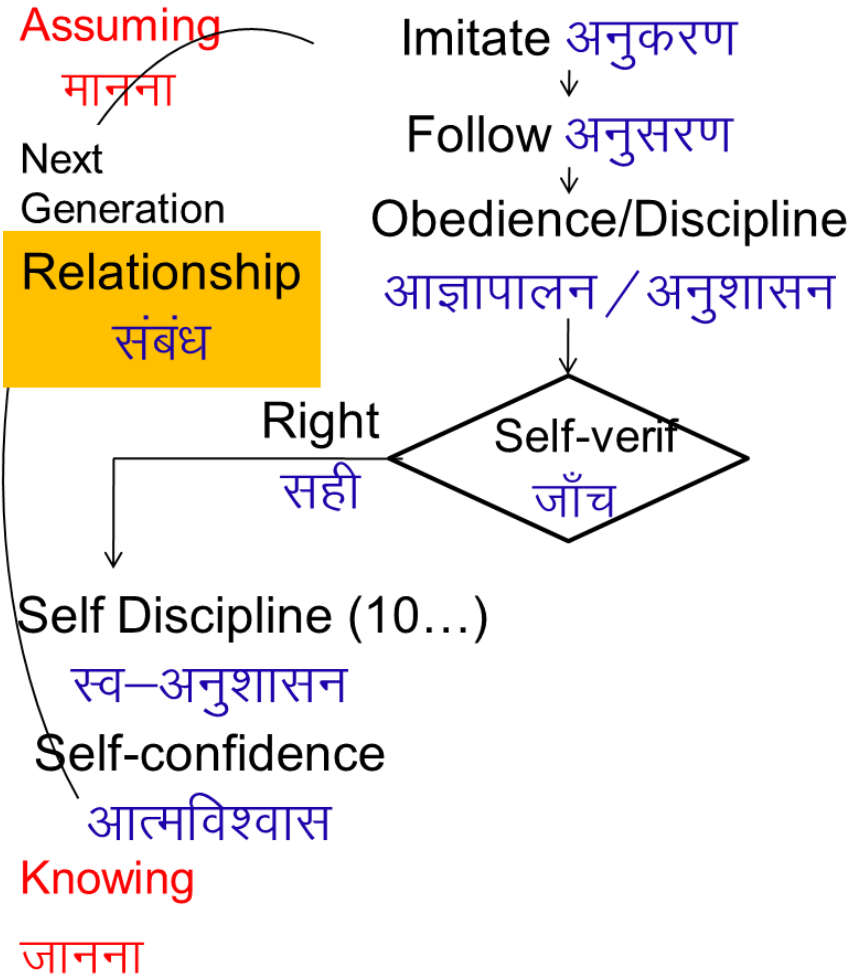 Assuming
मानना
Imitate अनुकरण
Follow अनुसरण
Next
Generation
Obedience/Discipline
आज्ञापालन / अनुशासन
Relationship
संबंध
Right
सही
Self-verif
जाँच
Self Discipline (10...)
स्व–अनुशासन
Self-confidence
आत्मविश्वास
Knowing
जानना